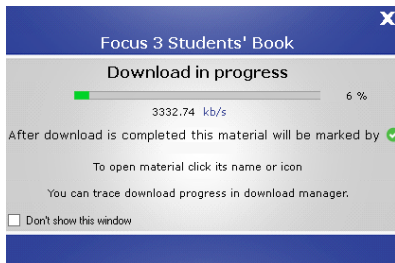 X
Focus 3 Students' Book
Download in progress
6 %
3332.74 kb/s
After download is completed this material will be marked by
To open material click its name or icon
You can trace download progress in download manager.
Don't show this window